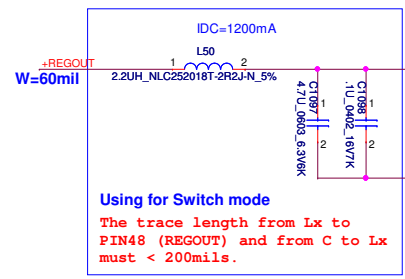 IDC=1200mA
+REGOUT
L50
1
2
W=60mil
2.2UH_NLC252018T-2R2J-N_5%
C1097
4.7U_0603_6.3V6K
1
2
C1098
.1U_0402_16V7K
1
2
Using for Switch mode
The trace length from Lx to
PIN48 (REGOUT) and from C to Lx
must < 200mils.